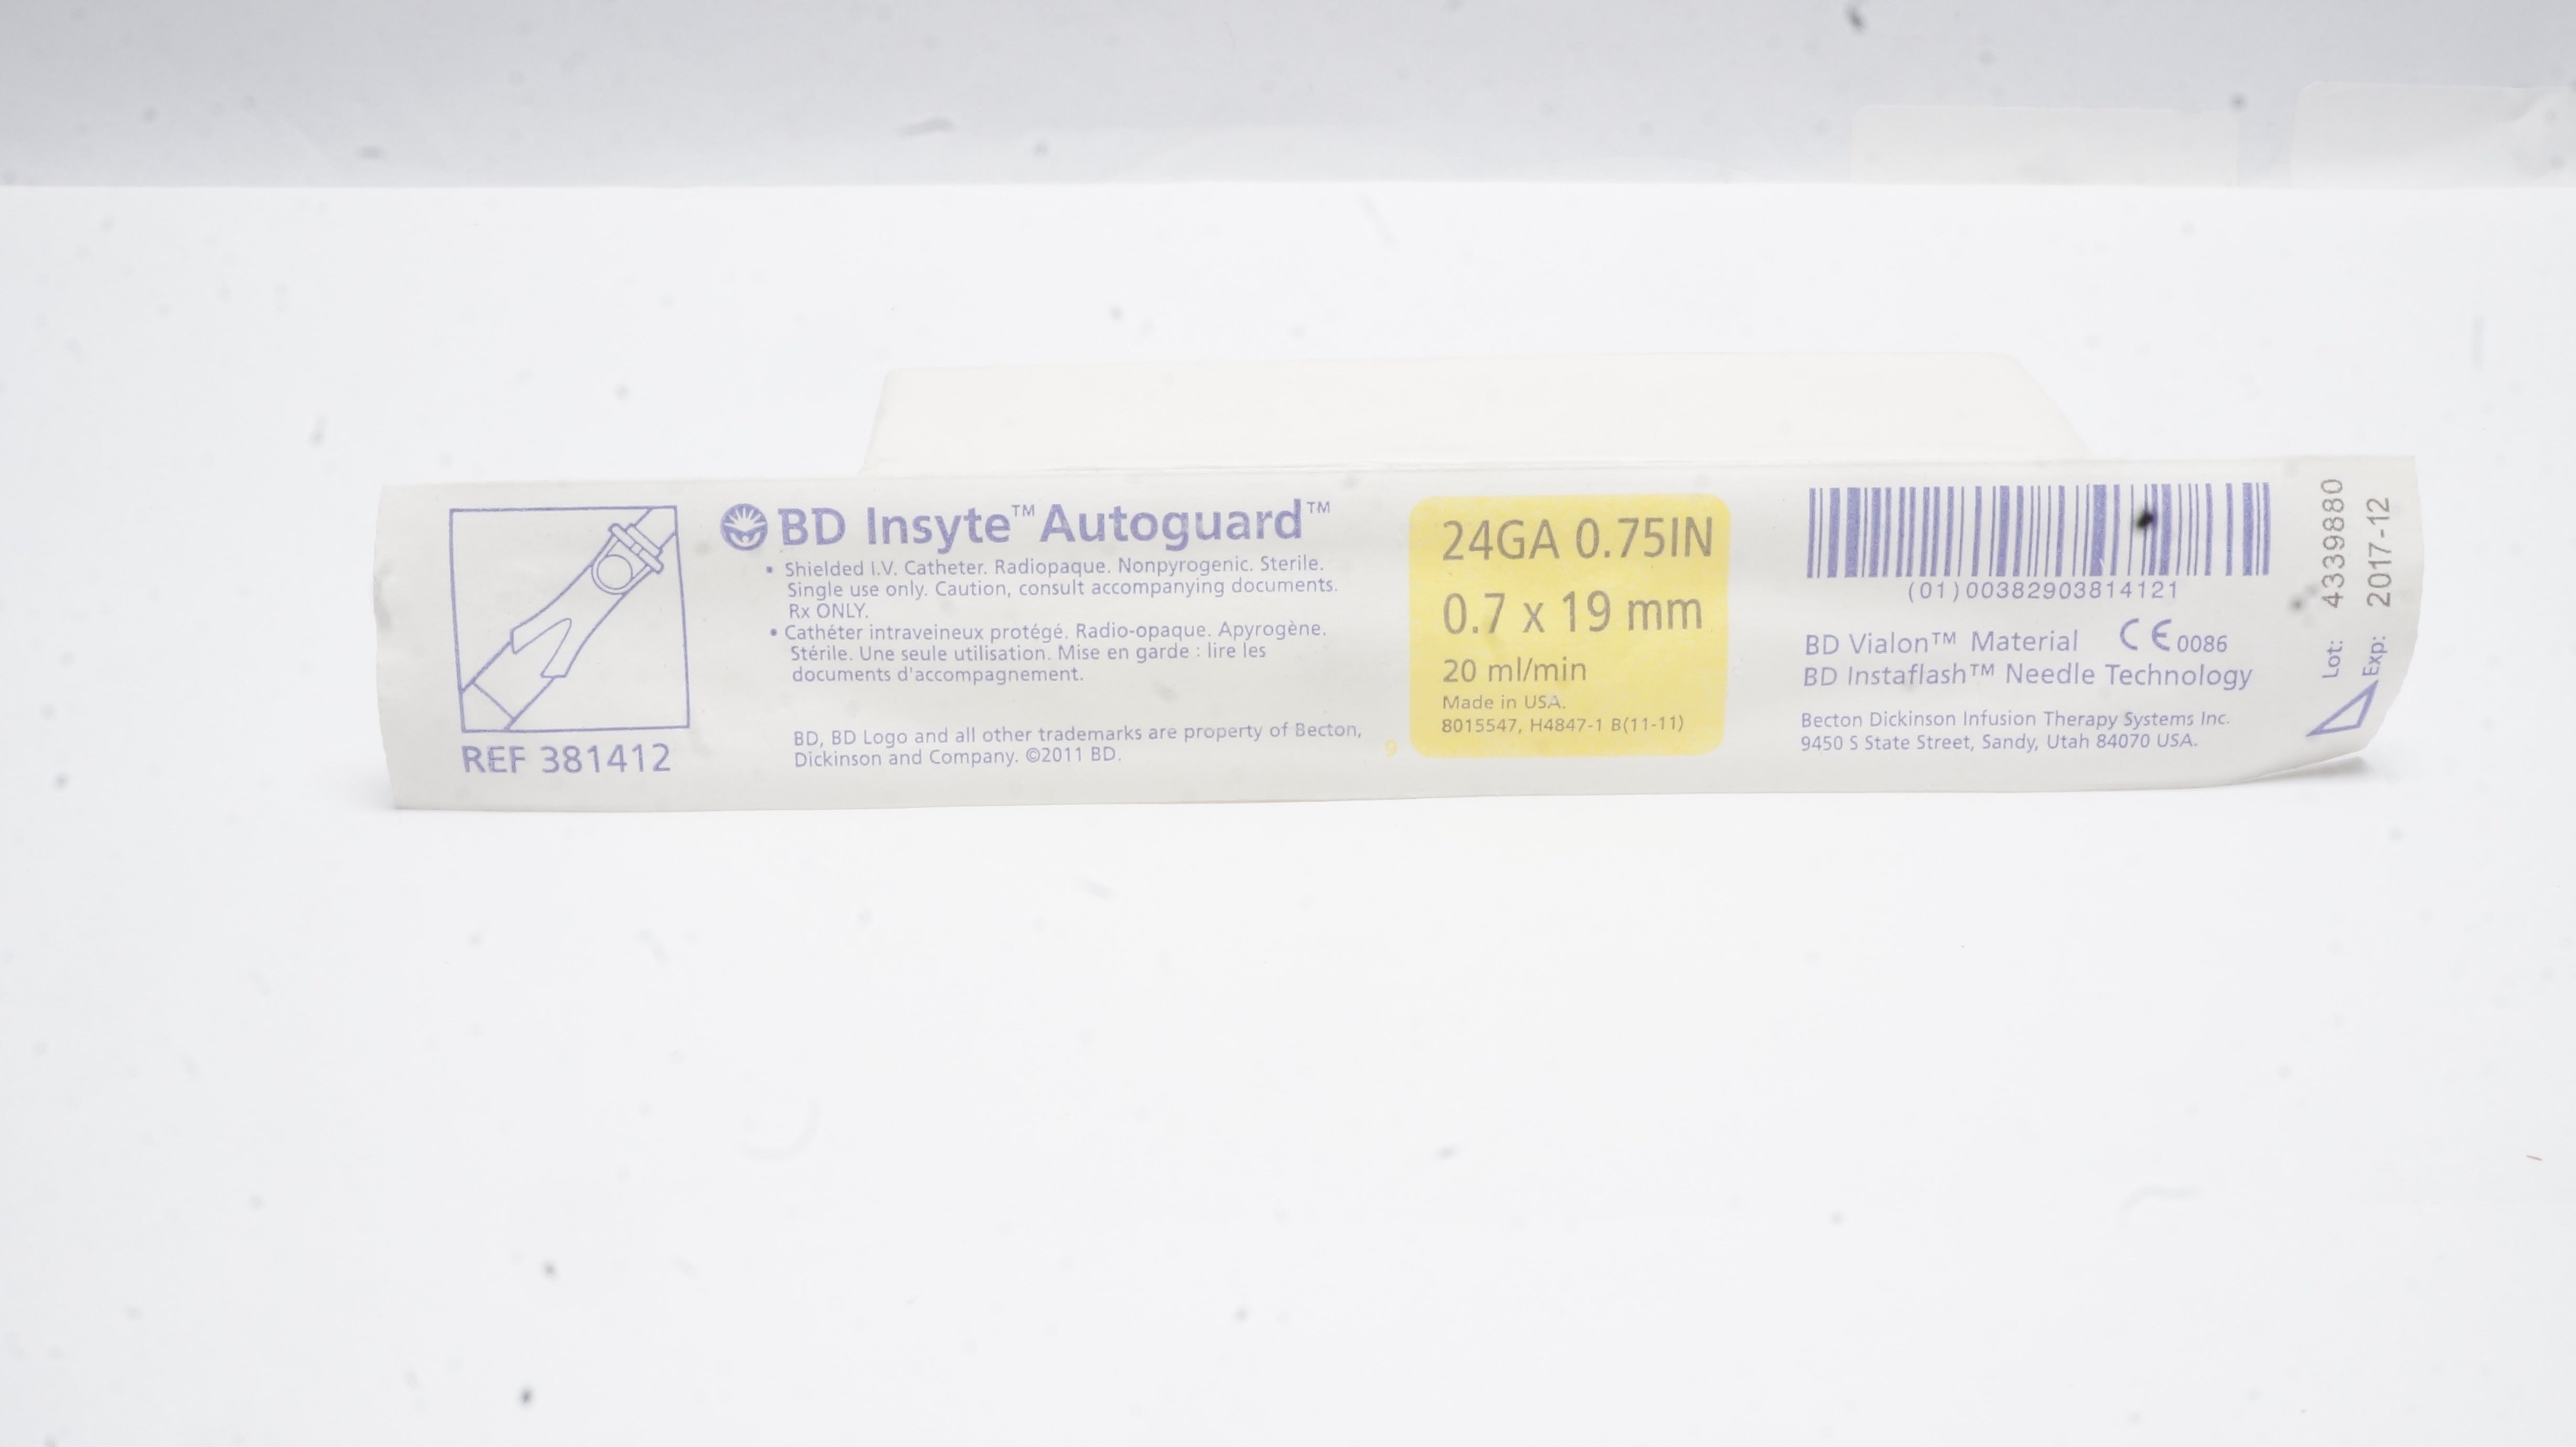 BD Insyte™ Autoguard™
• Shielded I.V. Catheter. Radiopaque. Nonpyrogenic. Sterile.
Single use only. Caution, consult accompanying documents.
Rx ONLY.
• Cathéter intraveineux protégé. Radio-opaque. Apyrogène.
Stérile. Une seule utilisation. Mise en garde : lire les
documents d'accompagnement.
BD, BD Logo and all other trademarks are property of Becton,
Dickinson and Company. ©2011 BD.
REF 381412
9
24GA 0.75IN
0.7 x 19 mm
20 ml/min
Made in USA.
8015547, H4847-1 B(11-11)
(01)00382903814121
BD Vialon™ Material CE 0086
BD Instaflash™ Needle Technology
Becton Dickinson Infusion Therapy Systems Inc.
9450 S State Street, Sandy, Utah 84070 USA.
Lot: 4339880
Exp: 2017-12